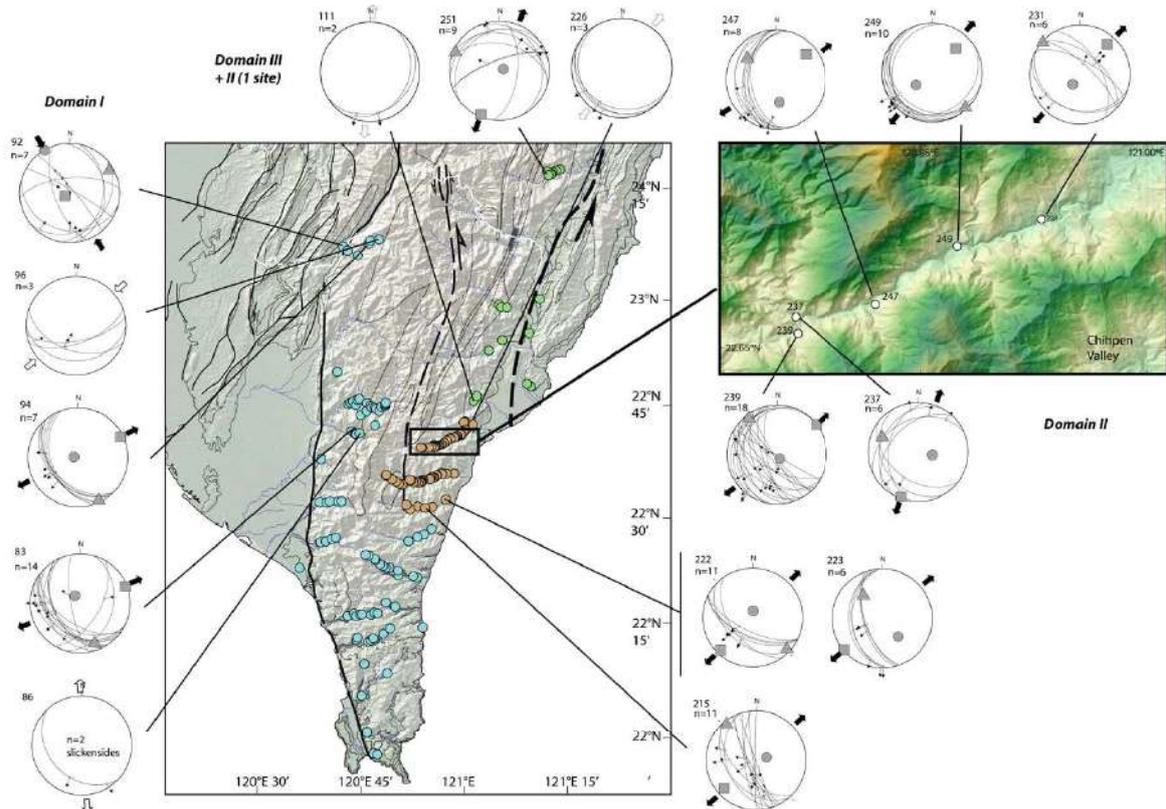 111
n=2
N
251
n=9
N
226
n=3
N
247
n=8
N
249
n=10
N
231
n=6
N
Domain III
+ II (1 site)
Domain I
92
n=7
N
96
n=3
N
94
n=7
N
83
n=14
N
86
n=2
slickensides
24°N
15'
23°N
22°N
45'
22°N
30'
22°N
15'
22°N
120°E 30'
120°E 45'
121°E
121°E 15'
121.00°E
249
247
237
239
22.65°N
Chihpen
Valley
239
n=18
N
237
n=6
N
Domain II
222
n=11
N
223
n=6
N
215
n=11
N